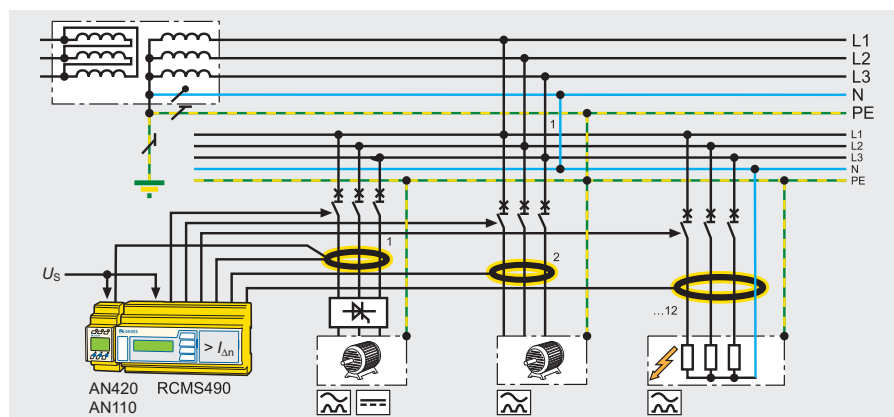 L1
L2
L3
N
PE
1
L1
L2
L3
N
PE
1
2
...12
US
> IΔn
AN420 RCMS490
AN110